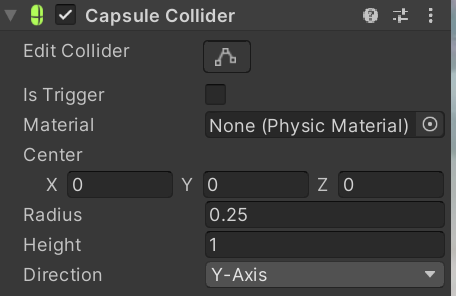 Capsule Collider
Edit Collider
Is Trigger
Material None (Physic Material)
Center
X 0 Y 0 Z 0
Radius 0.25
Height 1
Direction Y-Axis